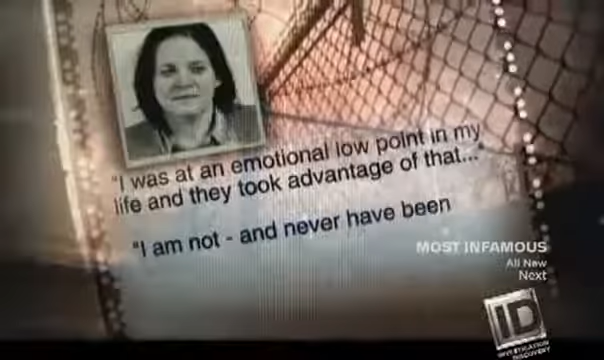 "I was at an emotional low point in my
life and they took advantage of that..."
"I am not - and never have been
MOST INFAMOUS
All New
Next
ID
INVESTIGATION
DISCOVERY